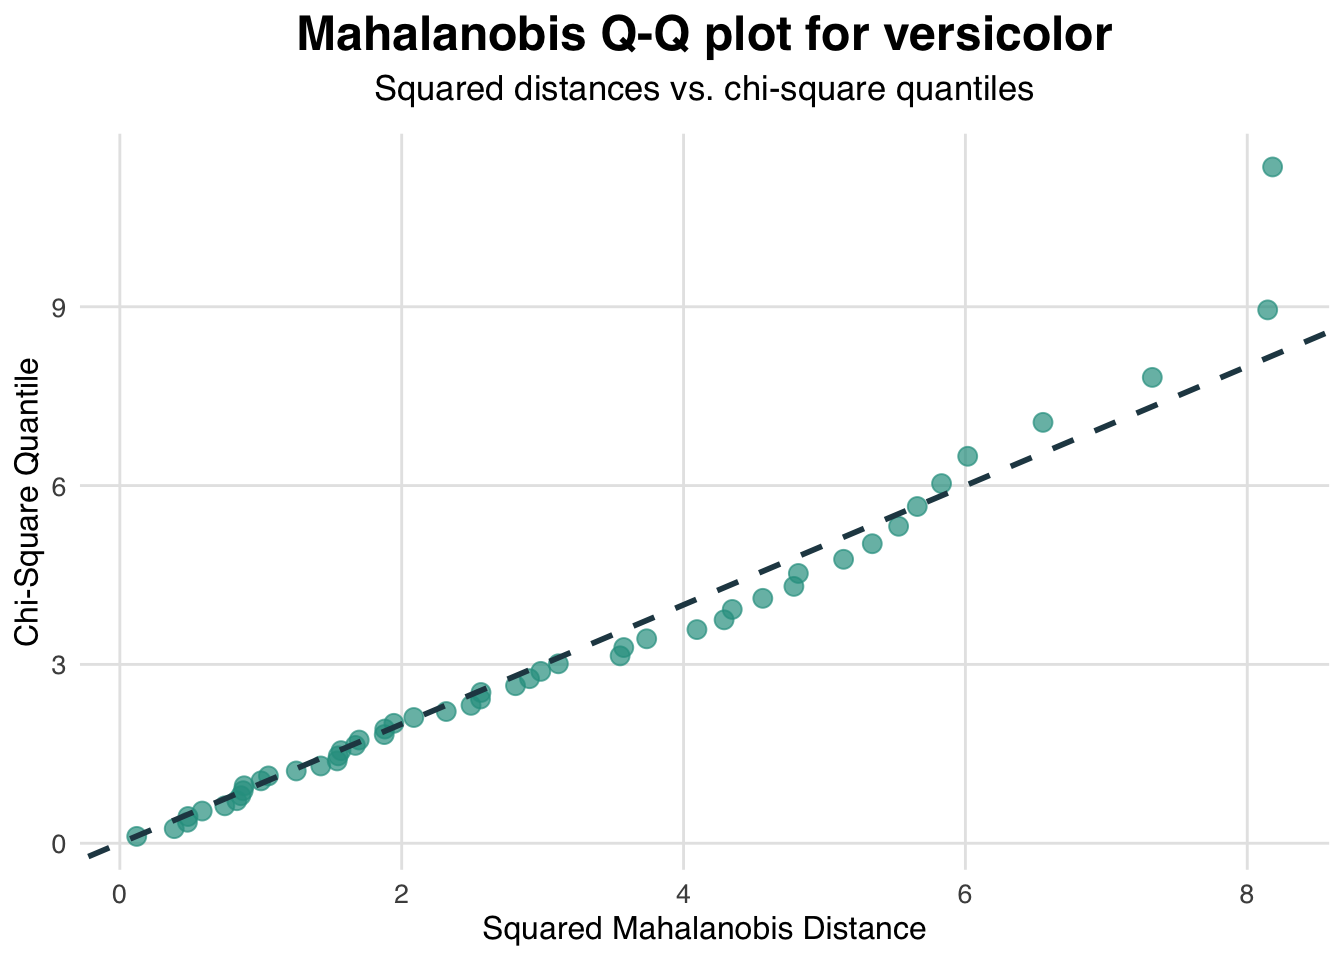 Mahalanobis Q-Q plot for versicolor
Squared distances vs. chi-square quantiles
Chi-Square Quantile
9
6
3
0
0 2 4 6 8
Squared Mahalanobis Distance